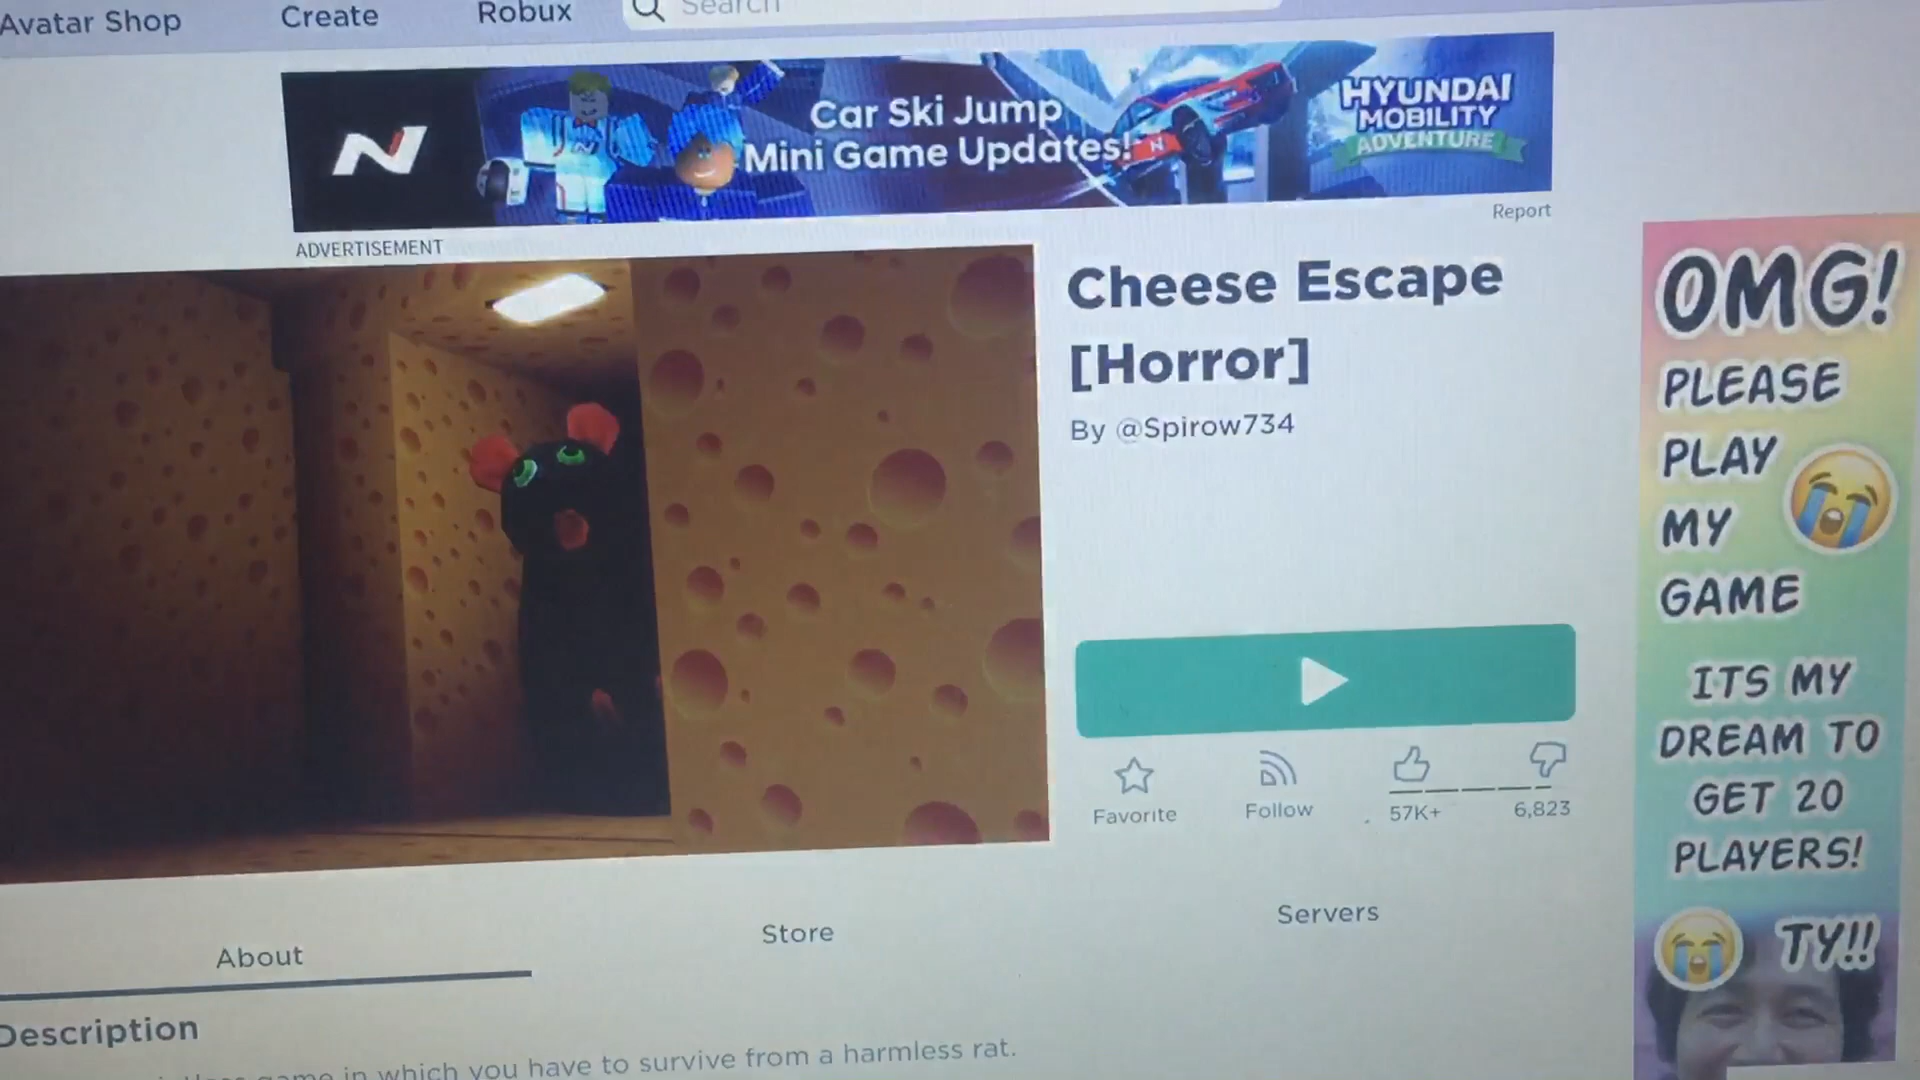 Avatar Shop
Create
Robux
Search
Car Ski Jump
Mini Game Updates!
HYUNDAI
MOBILITY
ADVENTURE
N
ADVERTISEMENT
Report
Cheese Escape
[Horror]
By @Spirow734
Favorite
Follow
57K+
6,823
About
Store
Servers
Description
game in which you have to survive from a harmless rat.
OMG!
PLEASE
PLAY
MY
GAME
ITS MY
DREAM TO
GET 20
PLAYERS!
TY!!